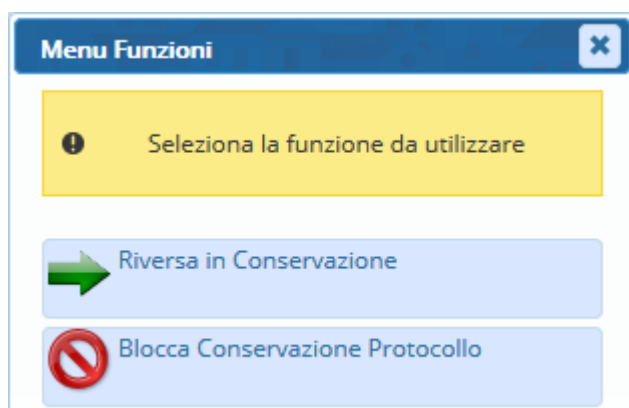 Menu Funzioni
Seleziona la funzione da utilizzare
Riversa in Conservazione
Blocca Conservazione Protocollo